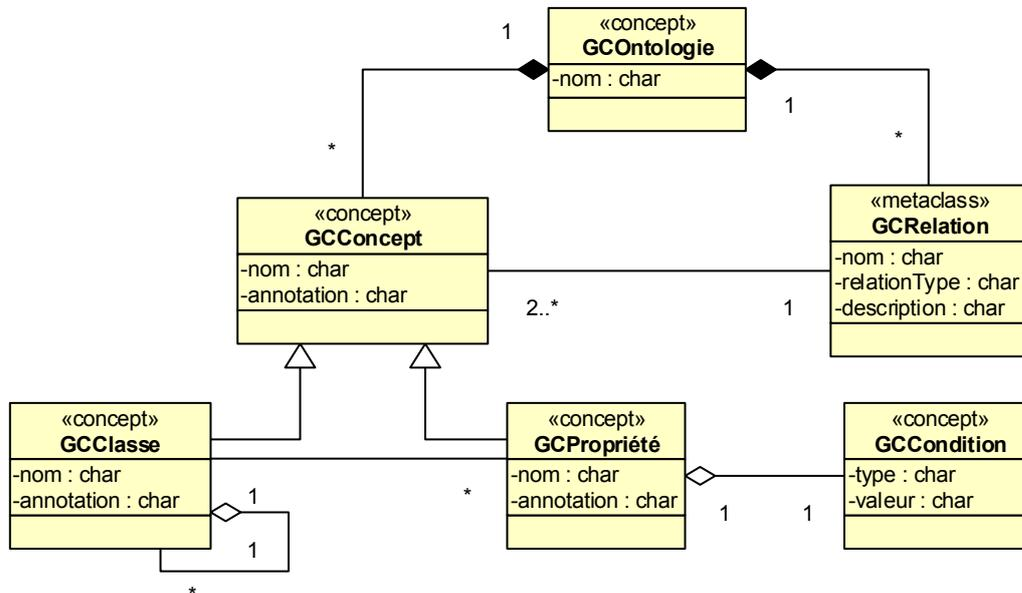 «concept»
GCOntologie
-nom : char
1
1
*
*
«concept»
GCConcept
-nom : char
-annotation : char
«metaclass»
GCRelation
-nom : char
-relationType : char
-description : char
2..*
1
«concept»
GCClasse
-nom : char
-annotation : char
1
1
*
*
«concept»
GCPropriété
-nom : char
-annotation : char
1
1
«concept»
GCCondition
-type : char
-valeur : char